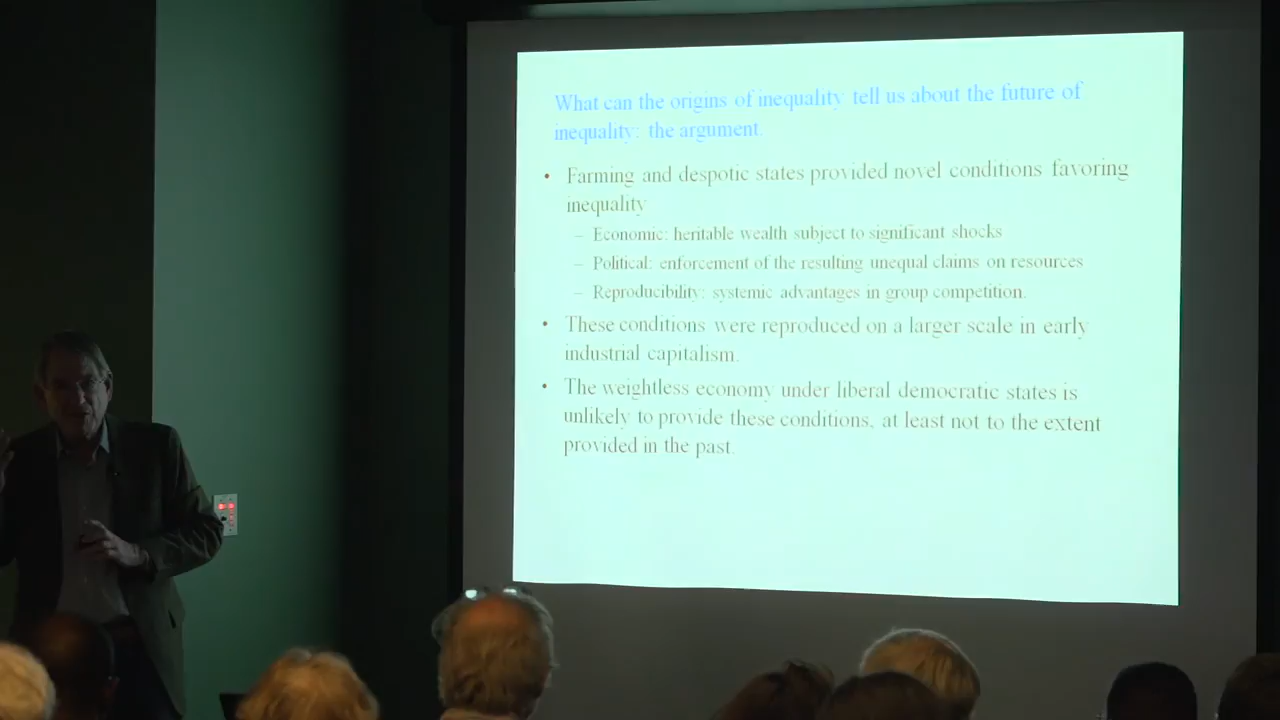 What can the origins of inequality tell us about the future of
inequality: the argument.
• Farming and despotic states provided novel conditions favoring
inequality
– Economic: heritable wealth subject to significant shocks
– Political: enforcement of the resulting unequal claims on resources
– Reproducibility: systemic advantages in group competition.
• These conditions were reproduced on a larger scale in early
industrial capitalism.
• The weightless economy under liberal democratic states is
unlikely to provide these conditions, at least not to the extent
provided in the past.